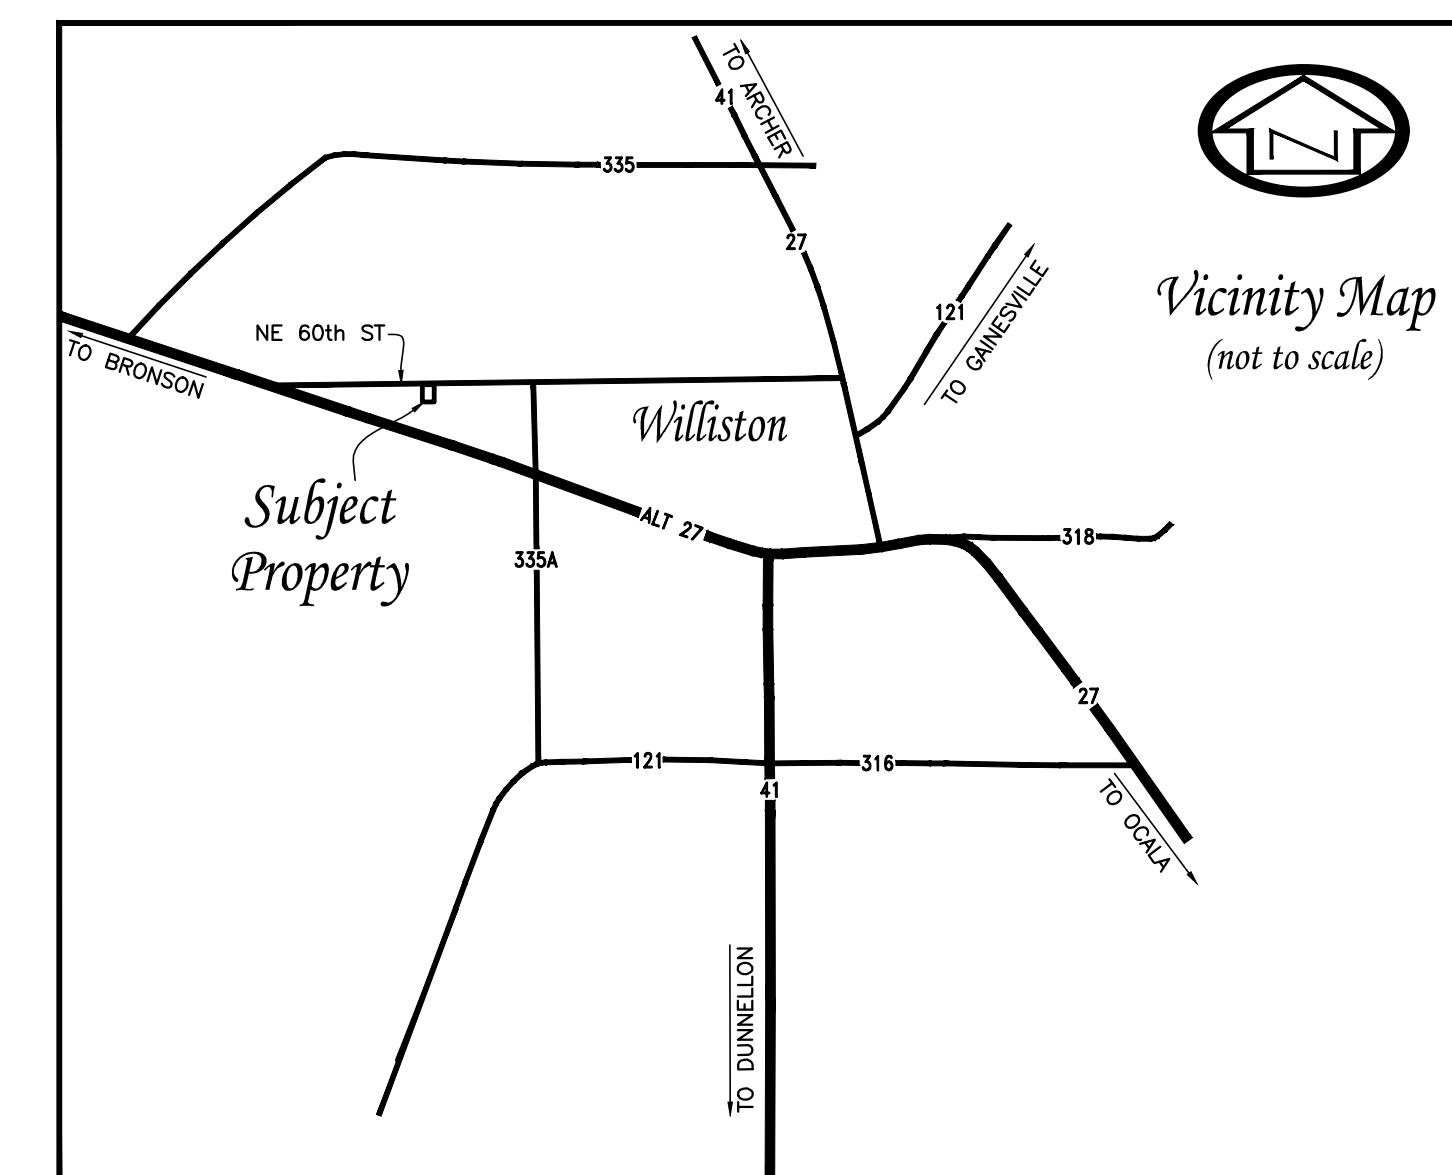 TO ARCHER
41
N
335
27
Vicinity Map
(not to scale)
121
TO GAINESVILLE
NE 60th ST
TO BRONSON
Williston
Subject
Property
ALT 27
318
335A
27
121
316
41
TO OCALA
TO DUNNELLON